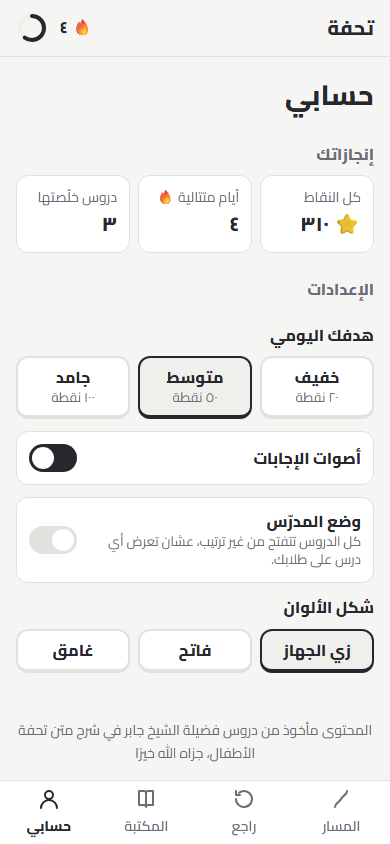 تحفة
٤
حسابي
إنجازاتك
كل النقاط
٣١٠
أيام متتالية
٤
دروس خلّصتها
٣
الإعدادات
هدفك اليومي
خفيف
٢٠ نقطة
متوسط
٥٠ نقطة
جامد
١٠٠ نقطة
أصوات الإجابات
وضع المدرّس
كل الدروس تتفتح من غير ترتيب، عشان تعرض أي
درس على طلابك.
شكل الألوان
زي الجهاز
فاتح
غامق
المحتوى مأخوذ من دروس فضيلة الشيخ جابر في شرح متن تحفة
الأطفال، جزاه الله خيرًا
المسار
راجع
المكتبة
حسابي